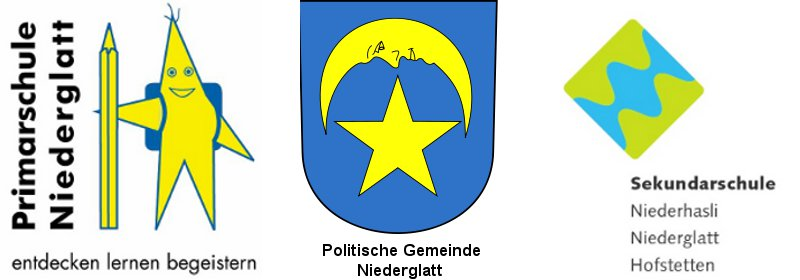 Primarschule
Niederglatt
entdecken lernen begeistern
Politische Gemeinde
Niederglatt
Sekundarschule
Niederhasli
Niederglatt
Hofstetten